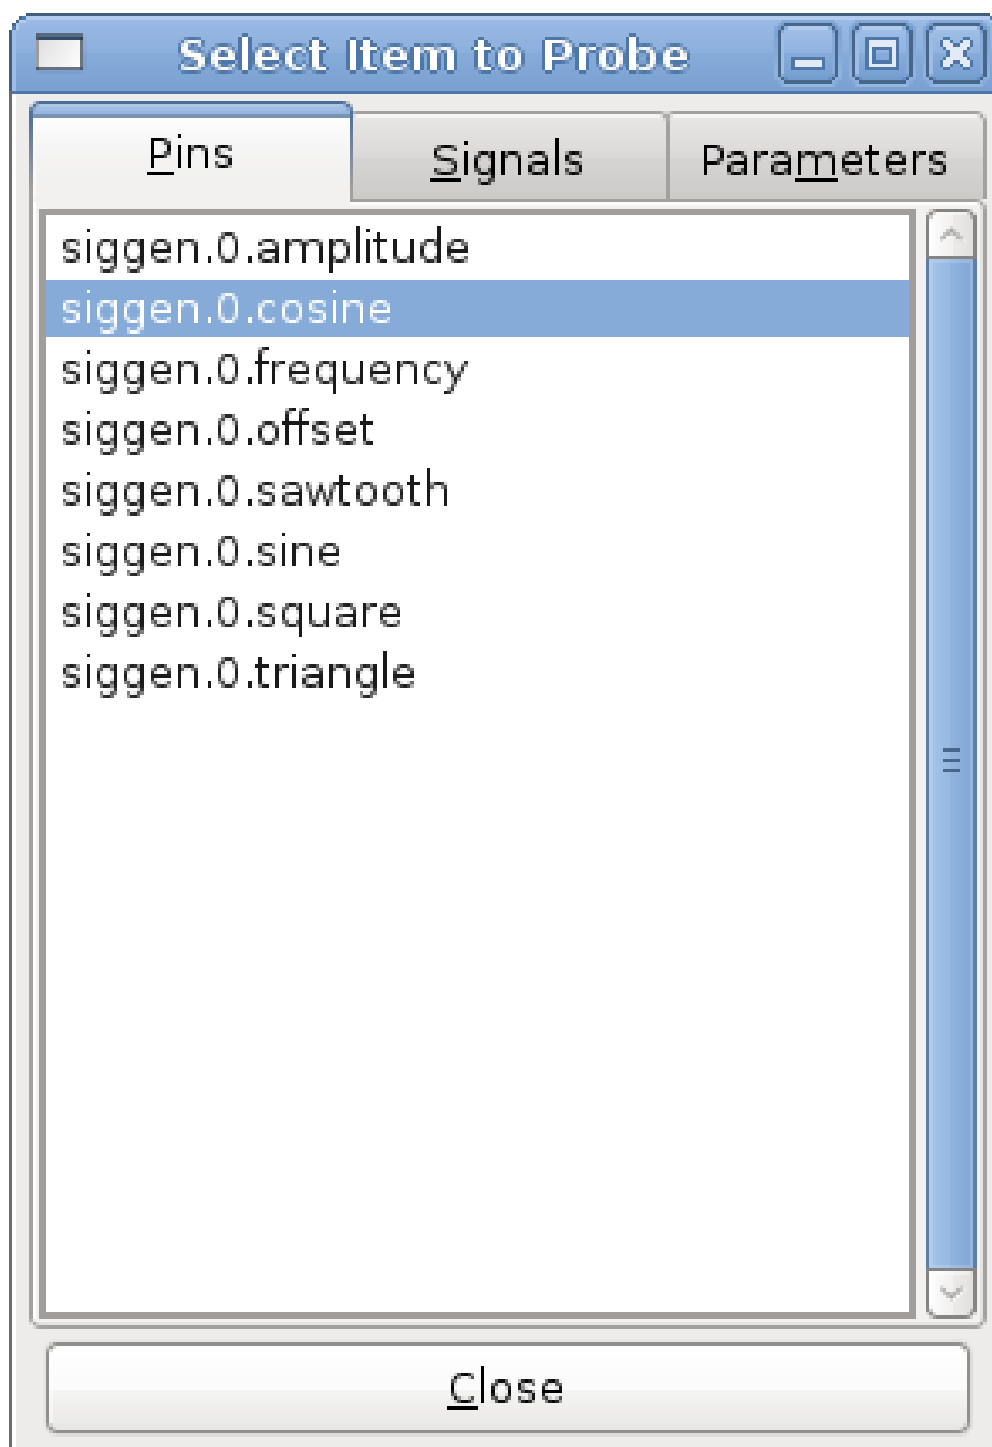 Select Item to Probe
Pins Signals Parameters
siggen.0.amplitude
siggen.0.cosine
siggen.0.frequency
siggen.0.offset
siggen.0.sawtooth
siggen.0.sine
siggen.0.square
siggen.0.triangle
Close